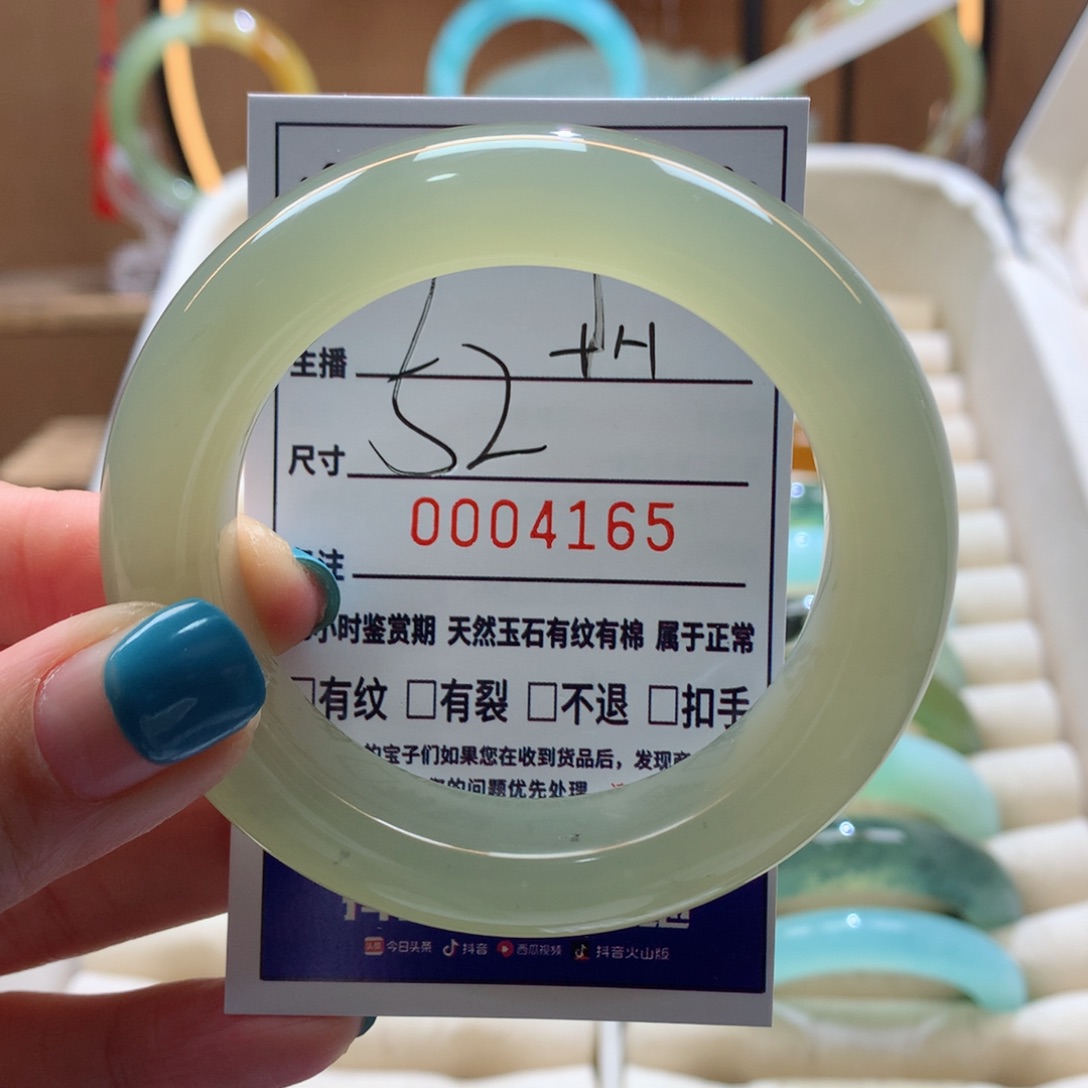 主播
尺寸 52
0004165
注
小时鉴赏期 天然玉石有纹有棉 属于正常
□有纹 □有裂 □不退 □扣手
宝子们如果您在收到货品后，发现
的问题优先处理
今日头条 抖音 西瓜视频 抖音火山版